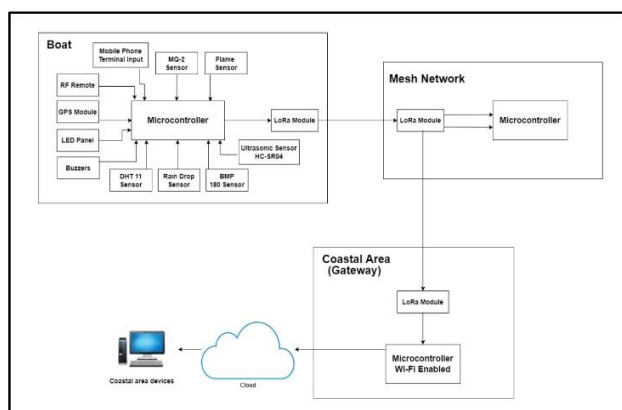 Boat
Mobile Phone
Terminal Input
MQ-2
Sensor
Flame
Sensor
RF Remote
GPS Module
LED Panel
Buzzers
Microcontroller
LoRa Module
Ultrasonic Sensor
HC-SR04
DHT 11
Sensor
Rain Drop
Sensor
BMP
180 Sensor
Mesh Network
LoRa Module
Microcontroller
Coastal Area
(Gateway)
LoRa Module
Microcontroller
Wi-Fi Enabled
Cloud
Coastal area devices